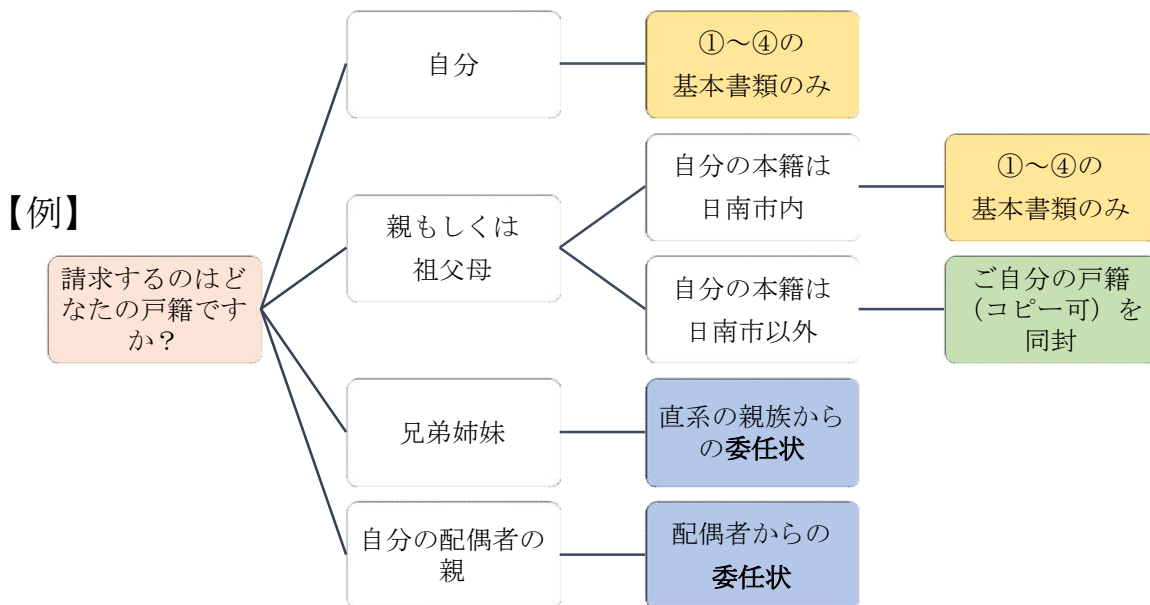 【例】
請求するのはど
なたの戸籍です
か？
自分
①～④の
基本書類のみ
親もしくは
祖父母
自分の本籍は
日南市内
①～④の
基本書類のみ
自分の本籍は
日南市以外
ご自分の戸籍
（コピー可）を
同封
兄弟姉妹
直系の親族から
の委任状
自分の配偶者の
親
配偶者からの
委任状